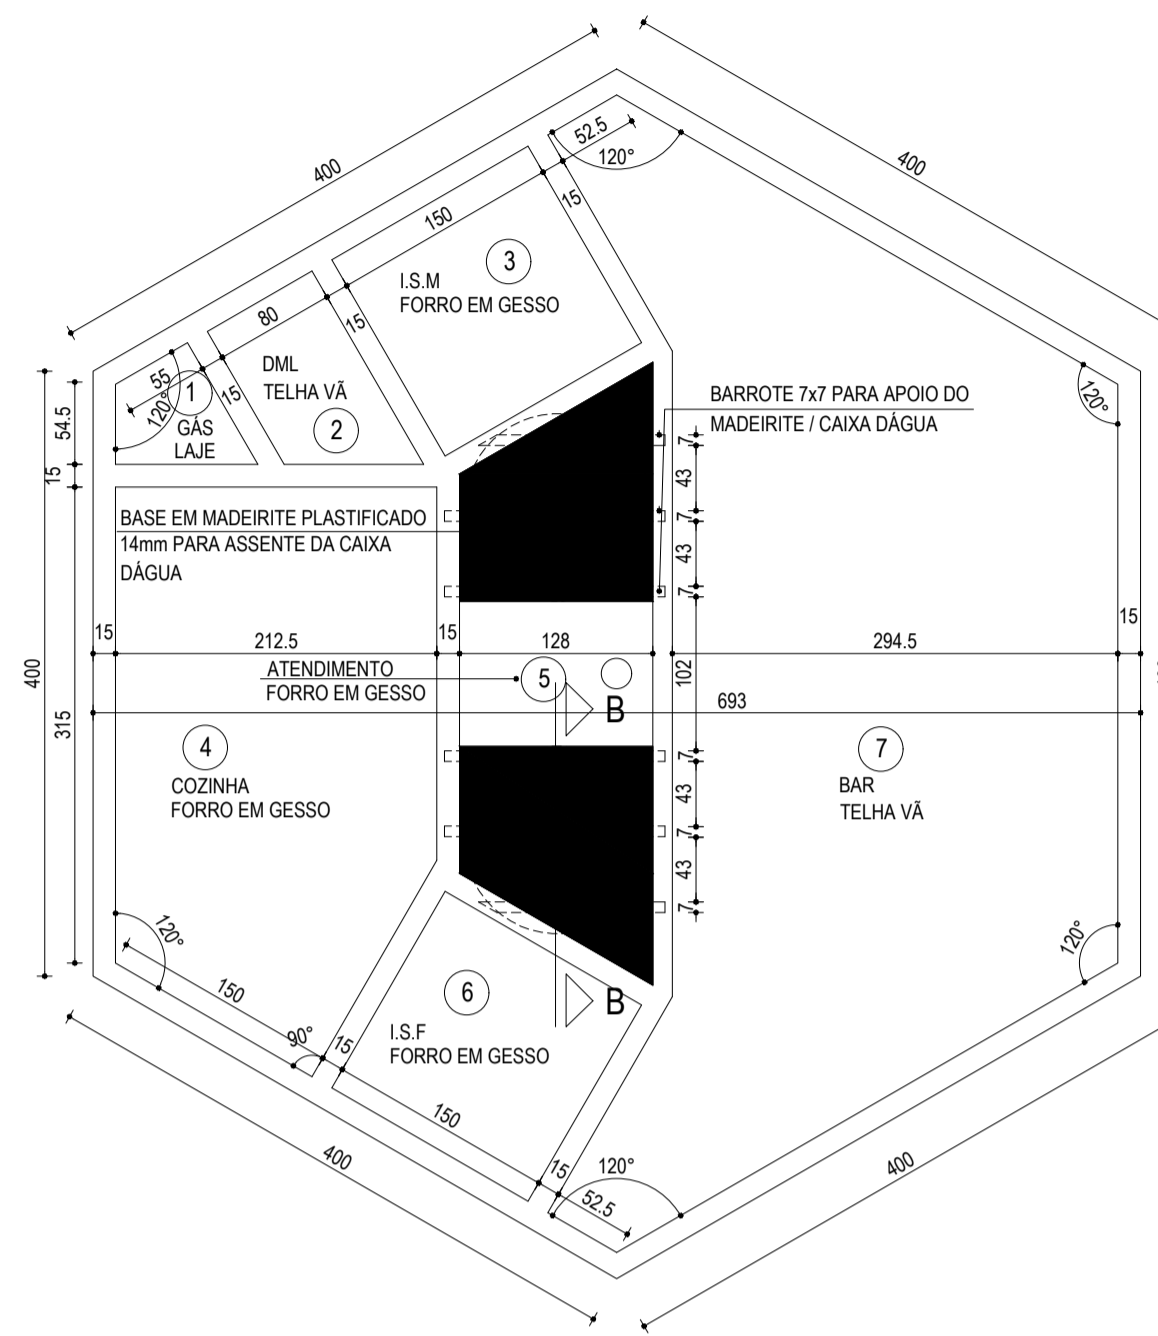 400
400
52.5
120°
15
150
3
I.S.M
FORRO EM GESSO
80
15
DML
TELHA VÃ
2
55
120°
1
15
GÁS
LAJE
54.5
15
120°
BARROTE 7x7 PARA APOIO DO
MADEIRITE / CAIXA DÁGUA
7
43
7
43
7
BASE EM MADEIRITE PLASTIFICADO
14mm PARA ASSENTE DA CAIXA
DÁGUA
15
212.5
15
128
294.5
15
400
315
ATENDIMENTO
FORRO EM GESSO
5
B
102
693
4
COZINHA
FORRO EM GESSO
7
BAR
TELHA VÃ
7
43
7
43
7
120°
150
90°
15
6
I.S.F
FORRO EM GESSO
B
120°
150
15
120°
52.5
400
400